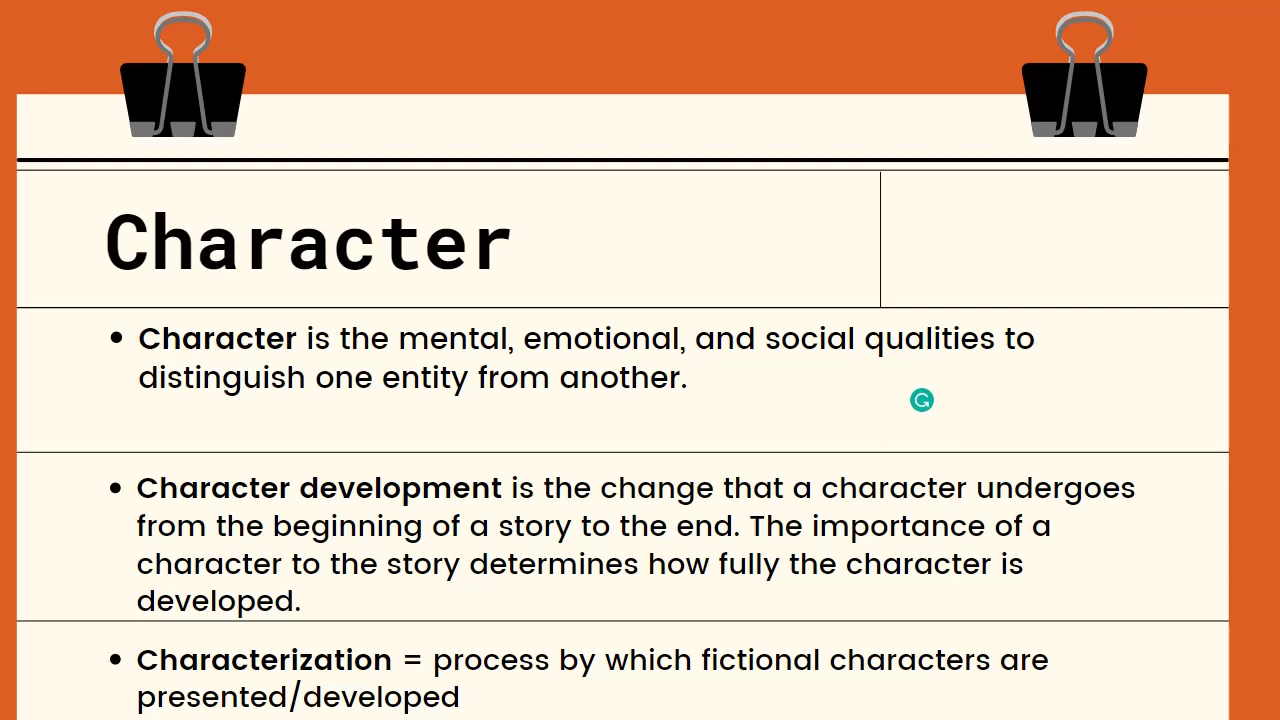 Character
• Character is the mental, emotional, and social qualities to
distinguish one entity from another.
• Character development is the change that a character undergoes
from the beginning of a story to the end. The importance of a
character to the story determines how fully the character is
developed.
• Characterization = process by which fictional characters are
presented/developed